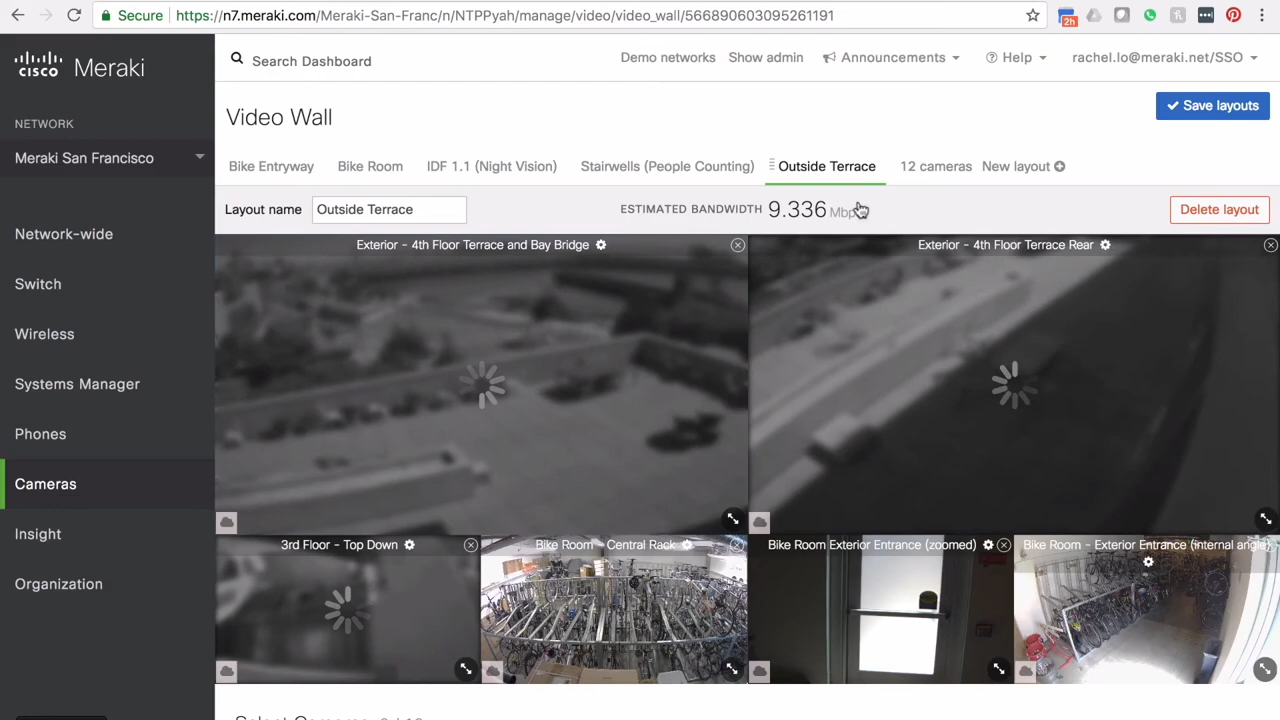 Secure
https://n7.meraki.com/Meraki-San-Franc/n/NTPPyah/manage/video/video_wall/566890603095261191
2h
CISCO Meraki
Search Dashboard
Demo networks
Show admin
Announcements
Help
rachel.lo@meraki.net/SSO
NETWORK
Meraki San Francisco
Network-wide
Switch
Wireless
Systems Manager
Phones
Cameras
Insight
Organization
Video Wall
Save layouts
Bike Entryway
Bike Room
IDF 1.1 (Night Vision)
Stairwells (People Counting)
Outside Terrace
12 cameras
New layout
Layout name
Outside Terrace
ESTIMATED BANDWIDTH 9.336
Delete layout
Exterior - 4th Floor Terrace and Bay Bridge
Exterior - 4th Floor Terrace Rear
3rd Floor - Top Down
Bike Room - Central Rack
Bike Room Exterior Entrance (zoomed)
Bike Room - Exterior Entrance (internal angle)